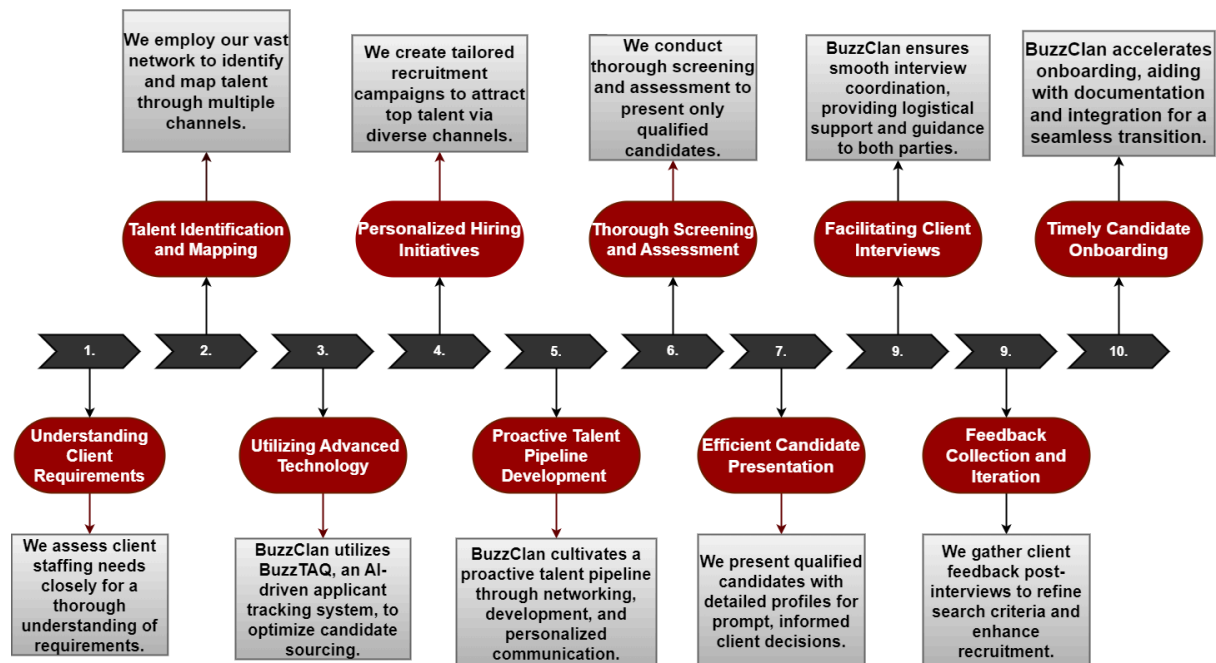 We employ our vast
network to identify
and map talent
through multiple
channels.
We create tailored
recruitment
campaigns to attract
top talent via
diverse channels.
We conduct
thorough screening
and assessment to
present only
qualified
candidates.
BuzzClan ensures
smooth interview
coordination,
providing logistical
support and guidance
to both parties.
BuzzClan accelerates
onboarding, aiding
with documentation
and integration for a
seamless transition.
Talent Identification
and Mapping
Personalized Hiring
Initiatives
Thorough Screening
and Assessment
Facilitating Client
Interviews
Timely Candidate
Onboarding
1.
2.
3.
4.
5.
6.
7.
9.
9.
10.
Understanding
Client
Requirements
Utilizing Advanced
Technology
Proactive Talent
Pipeline
Development
Efficient Candidate
Presentation
Feedback
Collection and
Iteration
We assess client
staffing needs
closely for a
thorough
understanding of
requirements.
BuzzClan utilizes
BuzzTAQ, an AI-
driven applicant
tracking system, to
optimize candidate
sourcing.
BuzzClan cultivates a
proactive talent pipeline
through networking,
development, and
personalized
communication.
We present qualified
candidates with
detailed profiles for
prompt, informed
client decisions.
We gather client
feedback post-
interviews to refine
search criteria and
enhance
recruitment.